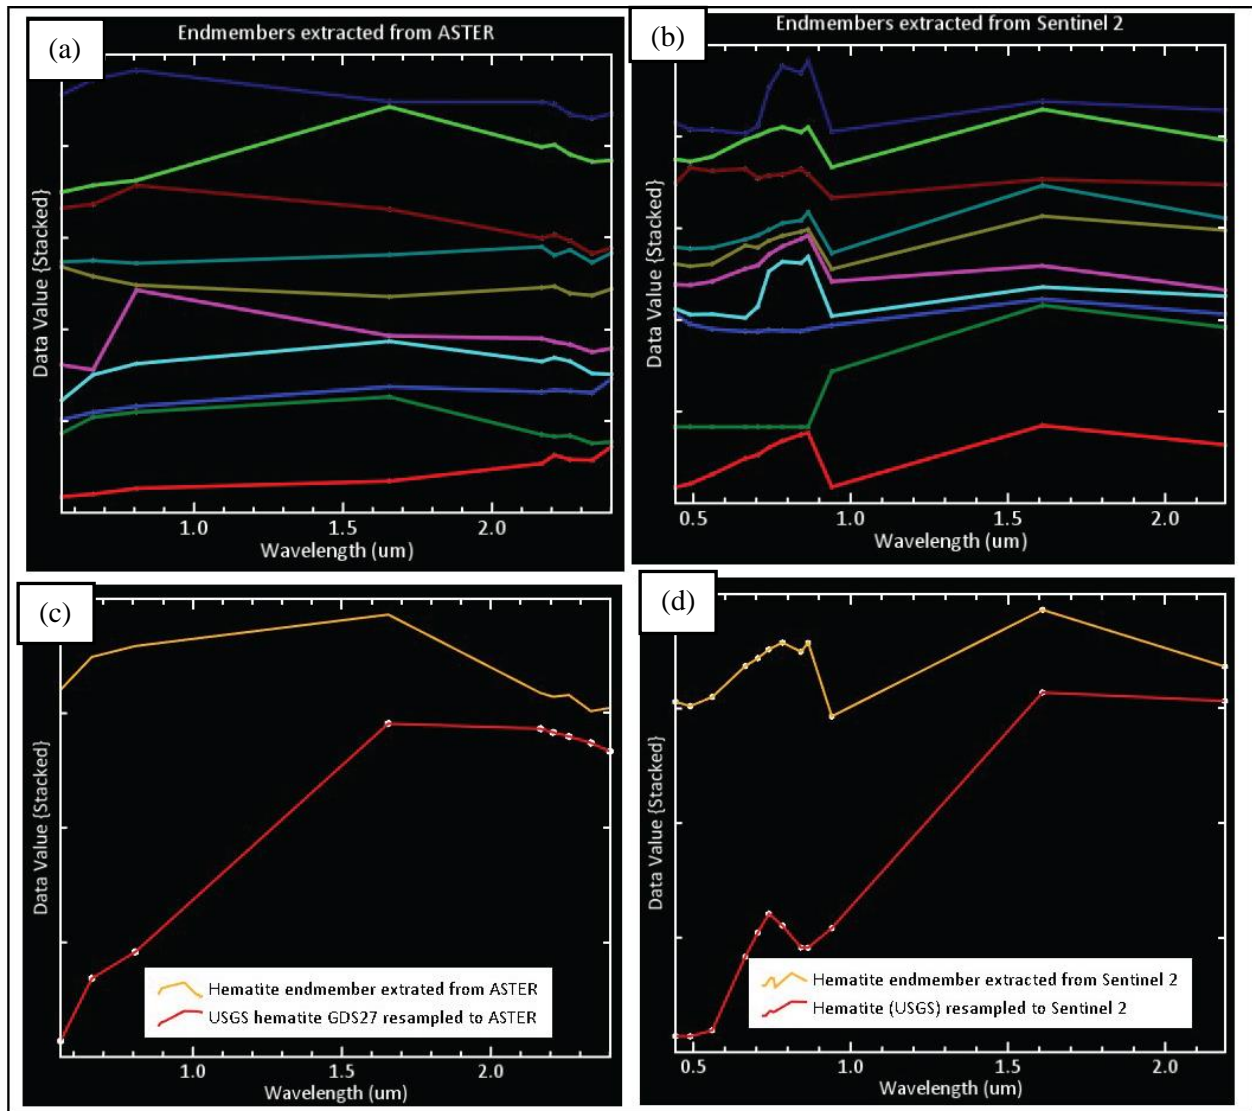 (a)
Endmembers extracted from ASTER
Data Value {Stacked}
1.0 1.5 2.0
Wavelength (um)
(b)
Endmembers extracted from Sentinel 2
Data Value {Stacked}
0.5 1.0 1.5 2.0
Wavelength (um)
(c)
Data Value {Stacked}
Hematite endmember extrated from ASTER
USGS hematite GDS27 resampled to ASTER
1.0 1.5 2.0
Wavelength (um)
(d)
Data Value {Stacked}
Hematite endmember extracted from Sentinel 2
Hematite (USGS) resampled to Sentinel 2
0.5 1.0 1.5 2.0
Wavelength (um)